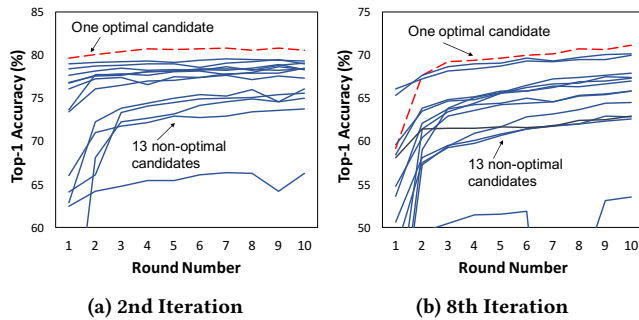 One optimal candidate
Top-1 Accuracy (%)
85
80
75
70
65
60
13 non-optimal
candidates
1 2 3 4 5 6 7 8 9 10
Round Number
(a) 2nd Iteration
One optimal
candidate
Top-1 Accuracy (%)
75
70
65
60
55
50
13 non-optimal
candidates
1 2 3 4 5 6 7 8 9 10
Round Number
(b) 8th Iteration